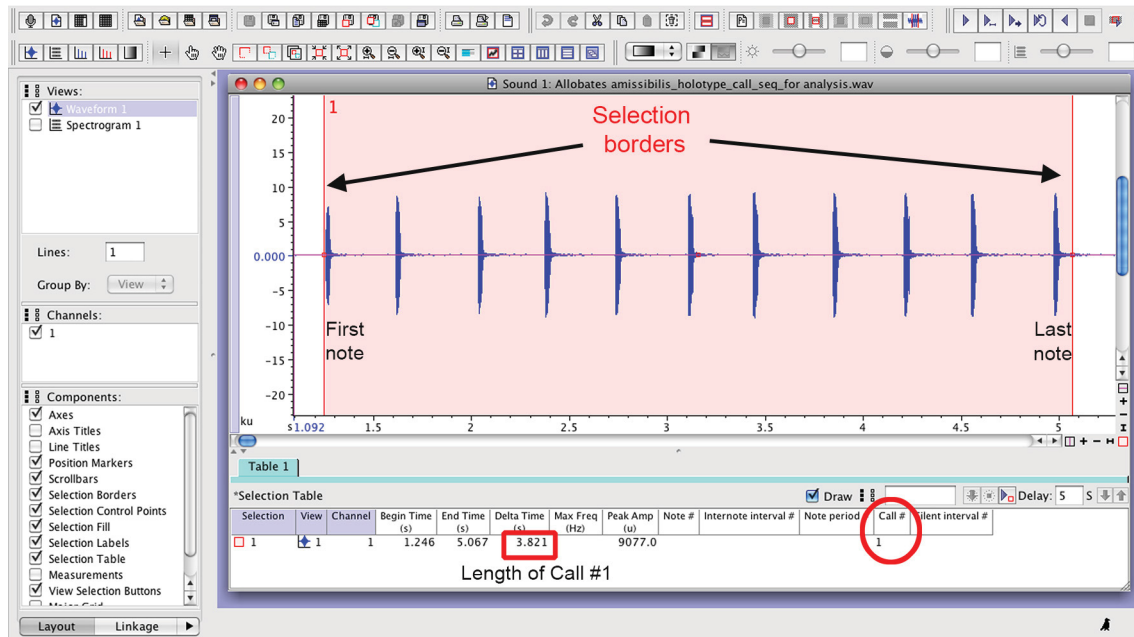 Sound 1: Allobates amissibilis_holotype_call_seq_for analysis.wav
Views:
Waveform 1
Spectrogram 1
Lines: 1
Group By: View
Channels:
1
Components:
Axes
Axis Titles
Line Titles
Position Markers
Scrollbars
Selection Borders
Selection Control Points
Selection Fill
Selection Labels
Selection Table
Measurements
View Selection Buttons
Major Grid
Layout Linkage
1
Selection
borders
20
15
10
5
0.000
-5
-10
-15
-20
First
note
Last
note
ku
s 1.092 1.5 2 2.5 3 3.5 4 4.5 5
Table 1
*Selection Table Draw Delay: 5 S
Selection View Channel Begin Time (s) End Time (s) Delta Time (s) Max Freq (Hz) Peak Amp (u) Note # Internote interval # Note period Call # Silent interval #
1 1 1 1.246 5.067 3.821 9077.0 1
Length of Call #1